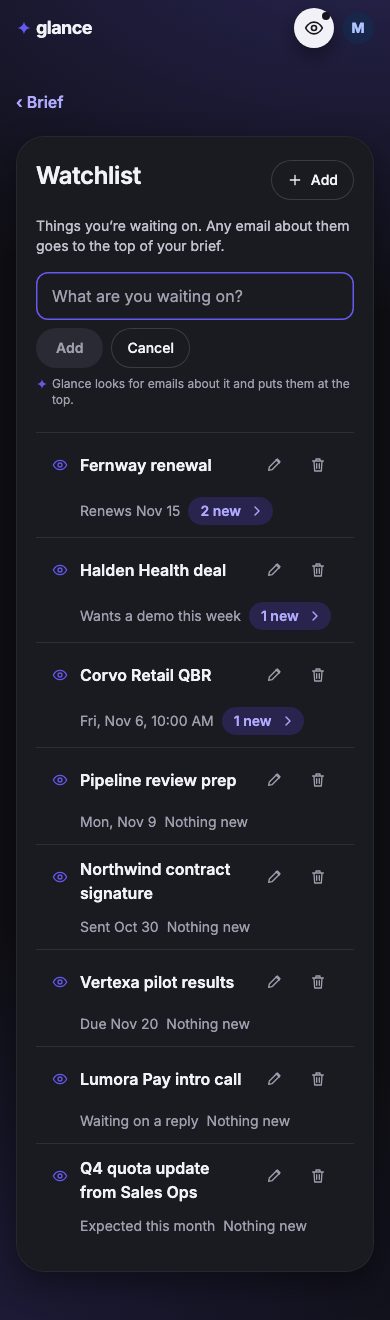 glance
M
‹ Brief
Watchlist
+ Add
Things you’re waiting on. Any email about them
goes to the top of your brief.
What are you waiting on?
Add
Cancel
Glance looks for emails about it and puts them at the
top.
Fernway renewal
Renews Nov 15 2 new >
Halden Health deal
Wants a demo this week 1 new >
Corvo Retail QBR
Fri, Nov 6, 10:00 AM 1 new >
Pipeline review prep
Mon, Nov 9 Nothing new
Northwind contract
signature
Sent Oct 30 Nothing new
Vertexa pilot results
Due Nov 20 Nothing new
Lumora Pay intro call
Waiting on a reply Nothing new
Q4 quota update
from Sales Ops
Expected this month Nothing new